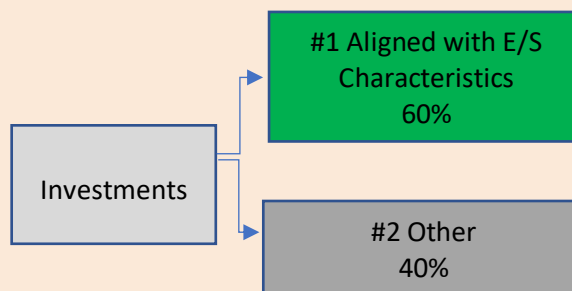 #1 Aligned with E/S
Characteristics
60%
Investments
#2 Other
40%